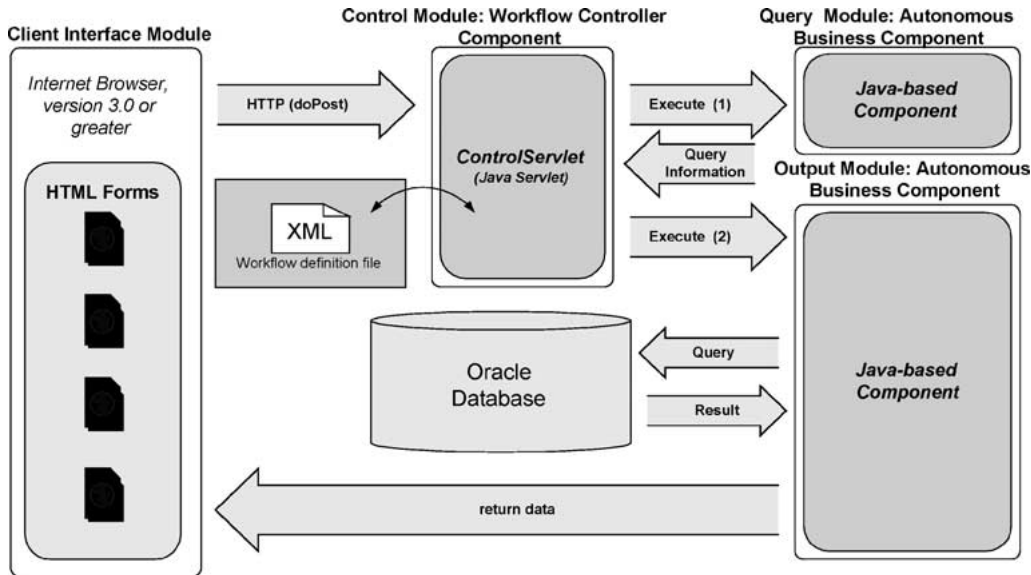 Client Interface Module
Internet Browser,
version 3.0 or
greater
HTML Forms
HTTP (doPost)
XML
Workflow definition file
Control Module: Workflow Controller
Component
ControlServlet
(Java Servlet)
Execute (1)
Query
Information
Execute (2)
Query Module: Autonomous
Business Component
Java-based
Component
Output Module: Autonomous
Business Component
Java-based
Component
Oracle
Database
Query
Result
return data